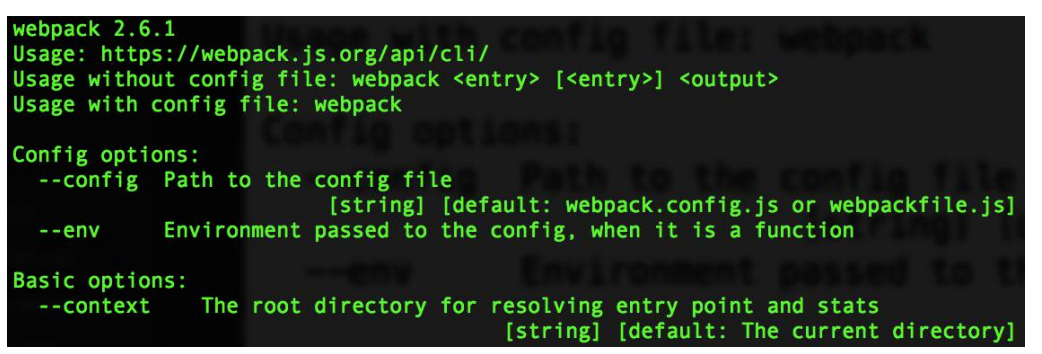 webpack 2.6.1
Usage: https://webpack.js.org/api/cli/
Usage without config file: webpack <entry> [<entry>] <output>
Usage with config file: webpack
Config options:
--config Path to the config file
[string] [default: webpack.config.js or webpackfile.js]
--env Environment passed to the config, when it is a function
Basic options:
--context The root directory for resolving entry point and stats
[string] [default: The current directory]